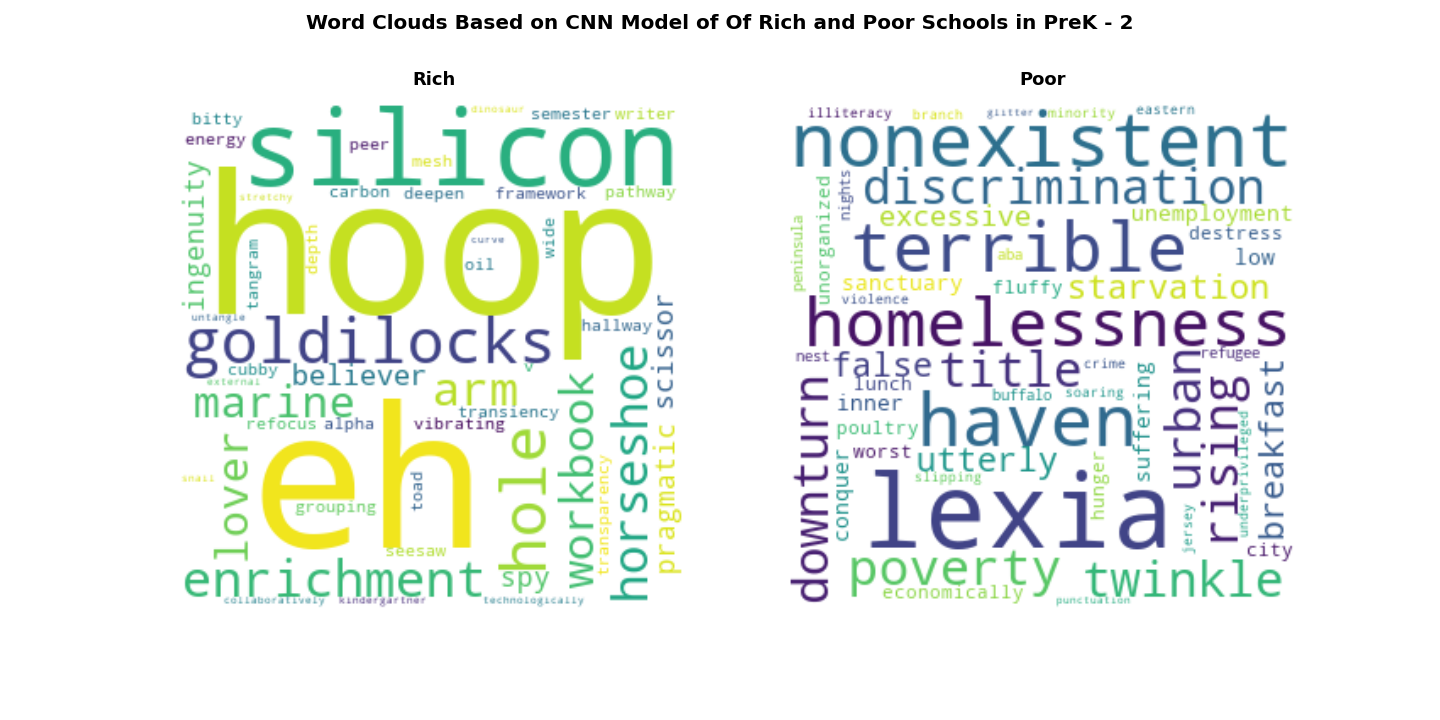 Word Clouds Based on CNN Model of Of Rich and Poor Schools in PreK - 2
Rich
bitty
dinosaur
semester
writer
energy
silicon
peer
mesh
carbon
deepen
framework
pathway
ingenuity
stretchy
hoop
depth
tangram
curve
oil
wide
untangle
goldilocks
hallway
scissor
cubby
believer
external
v
arm
marine
transiency
refocus
alpha
vibrating
workbook
horseshoe
lover
eh
hole
pragmatic
snail
toad
grouping
transparency
seesaw
enrichment
spy
collaboratively
kindergartner
technologically
Poor
illiteracy
branch
glitter
minority
eastern
nonexistent
nights
discrimination
unorganized
excessive
unemployment
peninsula
terrible
destress
aba
low
sanctuary
fluffy
starvation
violence
homelessness
nest
false
title
crime
refugee
lunch
urban
rising
breakfast
inner
buffalo
soaring
suffering
haven
downturn
poultry
underprivileged
worst
utterly
conquer
slipping
hunger
lexia
jersey
city
poverty
twinkle
economically
punctuation